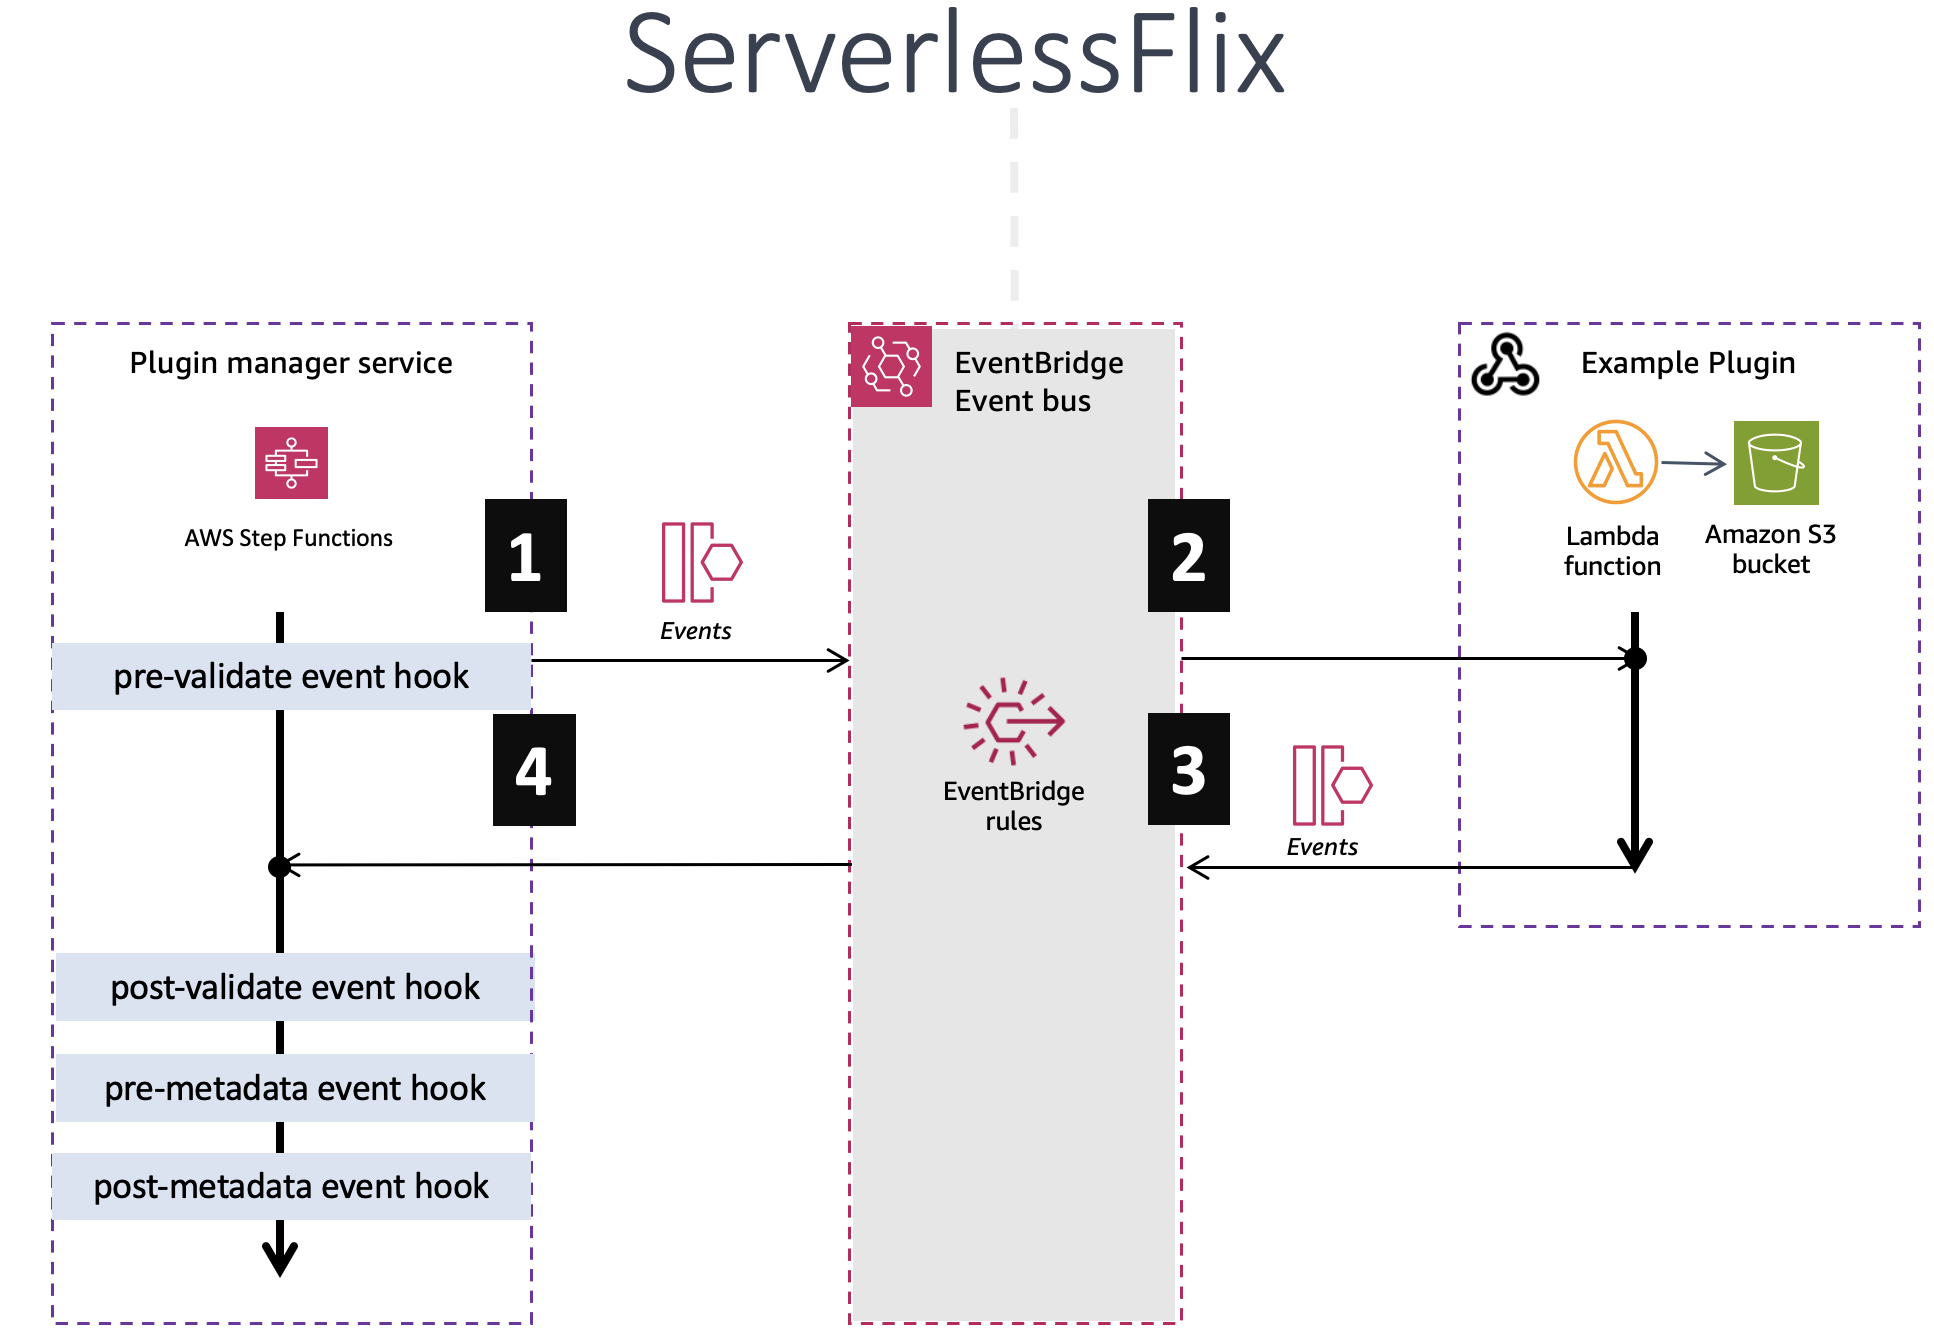 ServerlessFlix
Plugin manager service
AWS Step Functions
EventBridge
Event bus
Example Plugin
Lambda
function
Amazon S3
bucket
1
Events
2
pre-validate event hook
4
EventBridge
rules
3
Events
post-validate event hook
pre-metadata event hook
post-metadata event hook